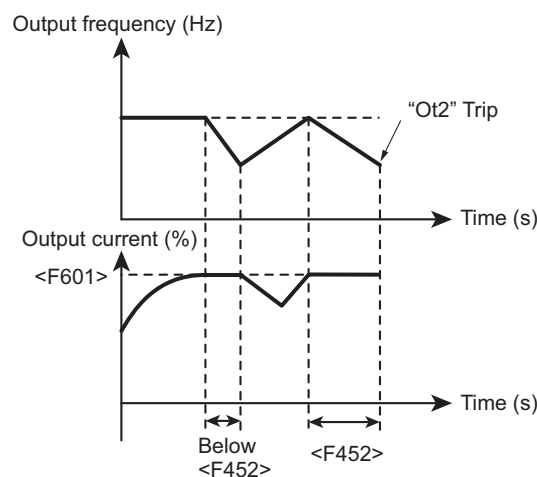 Output frequency (Hz)
“Ot2” Trip
Time (s)
Output current (%)
<F601>
Time (s)
Below
<F452>
<F452>